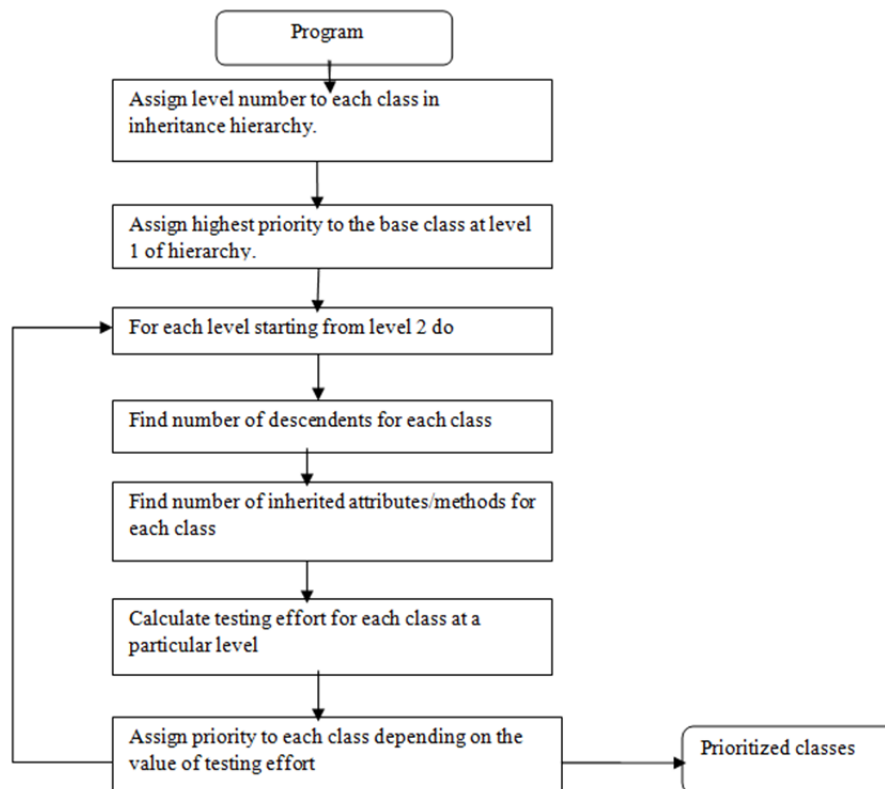 Program
Assign level number to each class in
inheritance hierarchy.
Assign highest priority to the base class at level
1 of hierarchy.
For each level starting from level 2 do
Find number of descendents for each class
Find number of inherited attributes/methods for
each class
Calculate testing effort for each class at a
particular level
Assign priority to each class depending on the
value of testing effort
Prioritized classes